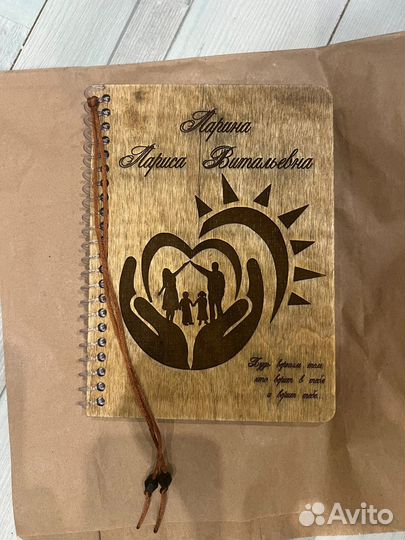 Ларина
Лариса Витальевна
Будь верным тем,
кто верит в тебя
и верит тебе.
Avito